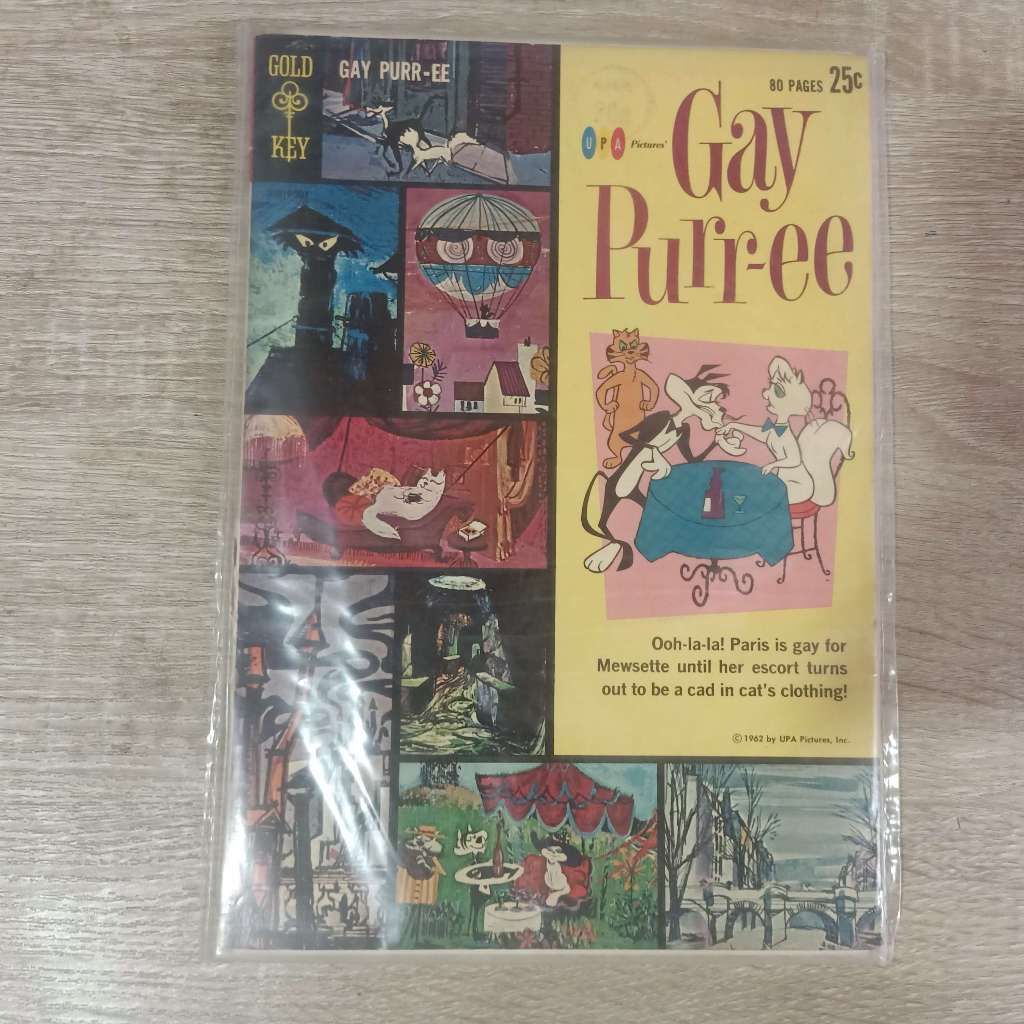 GOLD
KEY
GAY PURR-EE
80 PAGES 25c
UPA Pictures'
Gay
Purr-ee
Ooh-la-la! Paris is gay for
Mewsette until her escort turns
out to be a cad in cat's clothing!
© 1962 by UPA Pictures, Inc.